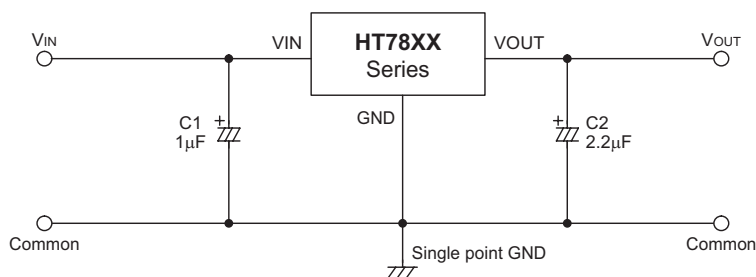 VIN
VIN
HT78XX
Series
VOUT
VOUT
GND
+
C1
1μF
+
C2
2.2μF
Common
Single point GND
Common